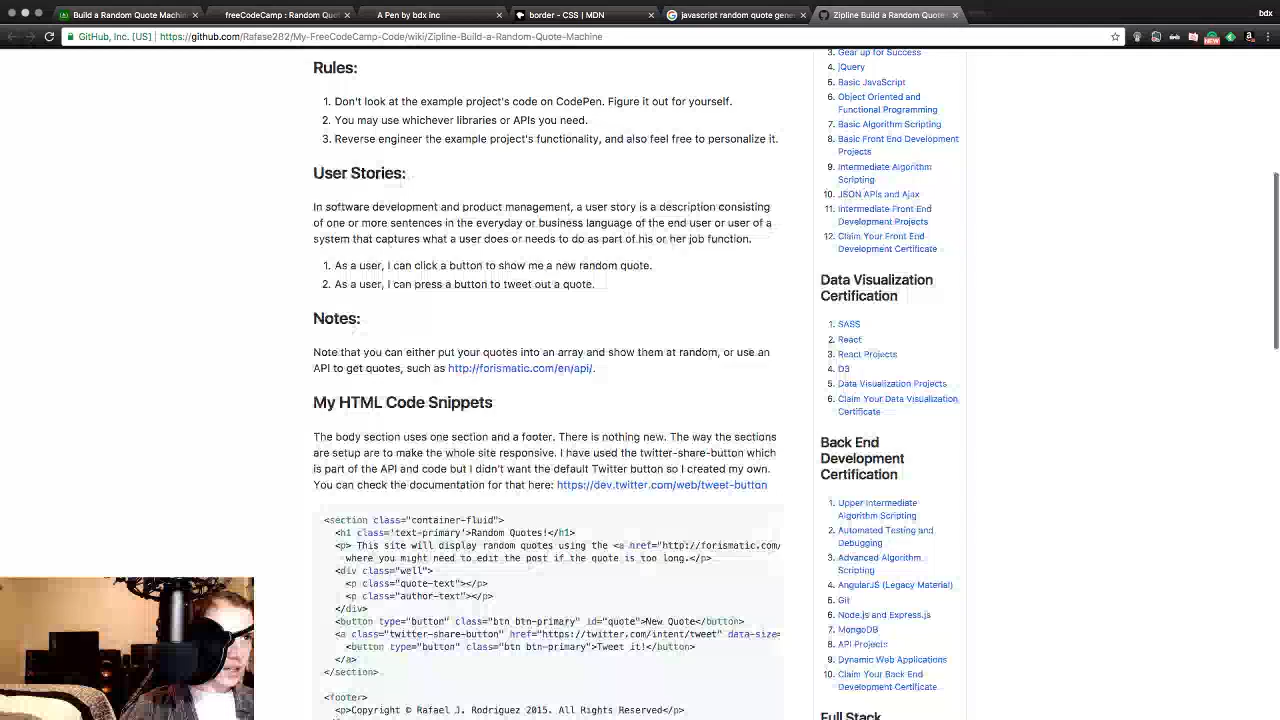 Build a Random Quote Machin
freeCodeCamp : Random Quo
A Pen by bdx inc
border - CSS | MDN
javascript random quote gene
Zipline Build a Random Quote
bdx
GitHub, Inc. [US]
https://github.com/Rafase282/My-FreeCodeCamp-Code/wiki/Zipline-Build-a-Random-Quote-Machine
NEW
Rules:
1. Don't look at the example project's code on CodePen. Figure it out for yourself.
2. You may use whichever libraries or APIs you need.
3. Reverse engineer the example project's functionality, and also feel free to personalize it.
User Stories:
In software development and product management, a user story is a description consisting
of one or more sentences in the everyday or business language of the end user or user of a
system that captures what a user does or needs to do as part of his or her job function.
1. As a user, I can click a button to show me a new random quote.
2. As a user, I can press a button to tweet out a quote.
Notes:
Note that you can either put your quotes into an array and show them at random, or use an
API to get quotes, such as http://forismatic.com/en/api/.
My HTML Code Snippets
The body section uses one section and a footer. There is nothing new. The way the sections
are setup are to make the whole site responsive. I have used the twitter-share-button which
is part of the API and code but I didn't want the default Twitter button so I created my own.
You can check the documentation for that here: https://dev.twitter.com/web/tweet-button
<section class="container-fluid">
<h1 class='text-primary'>Random Quotes!</h1>
<p> This site will display random quotes using the <a href="http://forismatic.com/
where you might need to edit the post if the quote is too long.</p>
<div class="well">
<p class="quote-text"></p>
<p class="author-text"></p>
</div>
<button type="button" class="btn btn-primary" id="quote">New Quote</button>
<a class="twitter-share-button" href="https://twitter.com/intent/tweet" data-size=
<button type="button" class="btn btn-primary">Tweet it!</button>
</a>
</section>
<footer>
<p>Copyright © Rafael J. Rodriguez 2015. All Rights Reserved</p>
3. Gear up for Success
4. jQuery
5. Basic JavaScript
6. Object Oriented and
Functional Programming
7. Basic Algorithm Scripting
8. Basic Front End Development
Projects
9. Intermediate Algorithm
Scripting
10. JSON APIs and Ajax
11. Intermediate Front End
Development Projects
12. Claim Your Front End
Development Certificate
Data Visualization
Certification
1. SASS
2. React
3. React Projects
4. D3
5. Data Visualization Projects
6. Claim Your Data Visualization
Certificate
Back End
Development
Certification
1. Upper Intermediate
Algorithm Scripting
2. Automated Testing and
Debugging
3. Advanced Algorithm
Scripting
4. AngularJS (Legacy Material)
5. Git
6. Node.js and Express.js
7. MongoDB
8. API Projects
9. Dynamic Web Applications
10. Claim Your Back End
Development Certificate
Full Stack